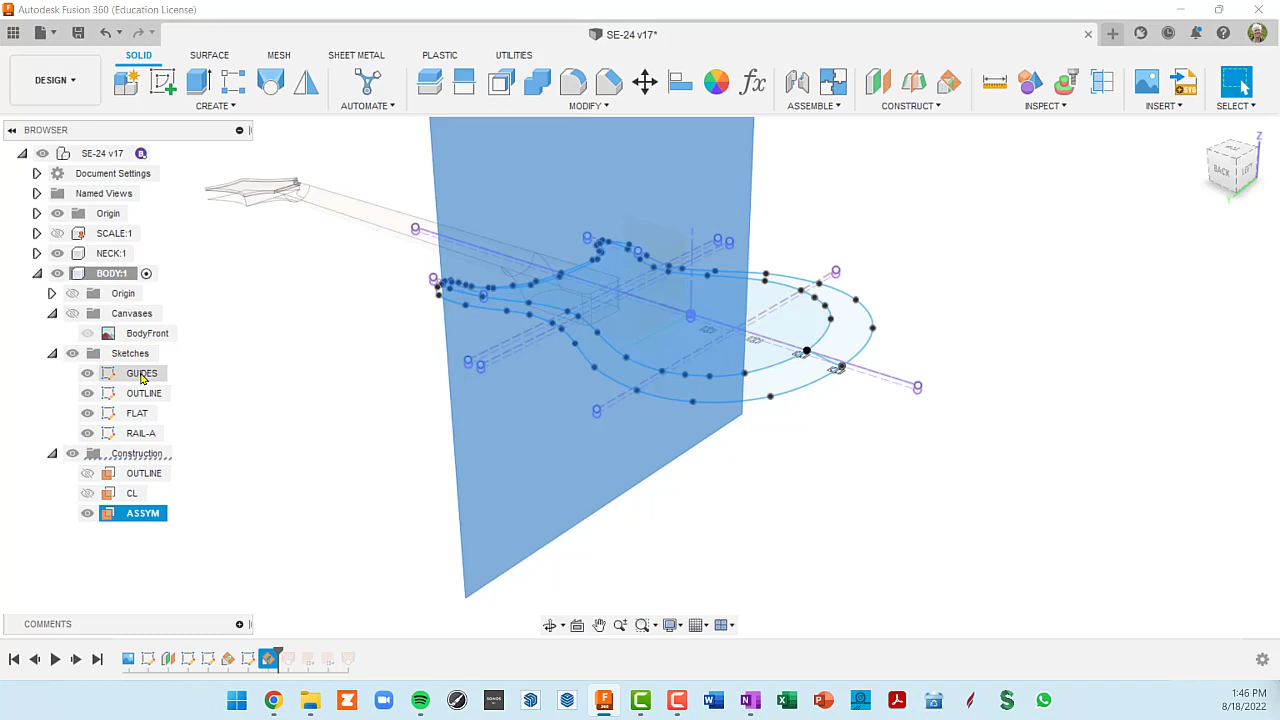 Autodesk Fusion 360 (Education License)
SE-24 v17*
DESIGN
SOLID SURFACE MESH SHEET METAL PLASTIC UTILITIES
CREATE AUTOMATE MODIFY ASSEMBLE CONSTRUCT INSPECT INSERT SELECT
BROWSER
SE-24 v17
Document Settings
Named Views
Origin
SCALE:1
NECK:1
BODY:1
Origin
Canvases
BodyFront
Sketches
GUIDES
OUTLINE
FLAT
RAIL-A
Construction
OUTLINE
CL
ASSYM
BACK LEFT
Z
COMMENTS
1:46 PM
8/18/2022